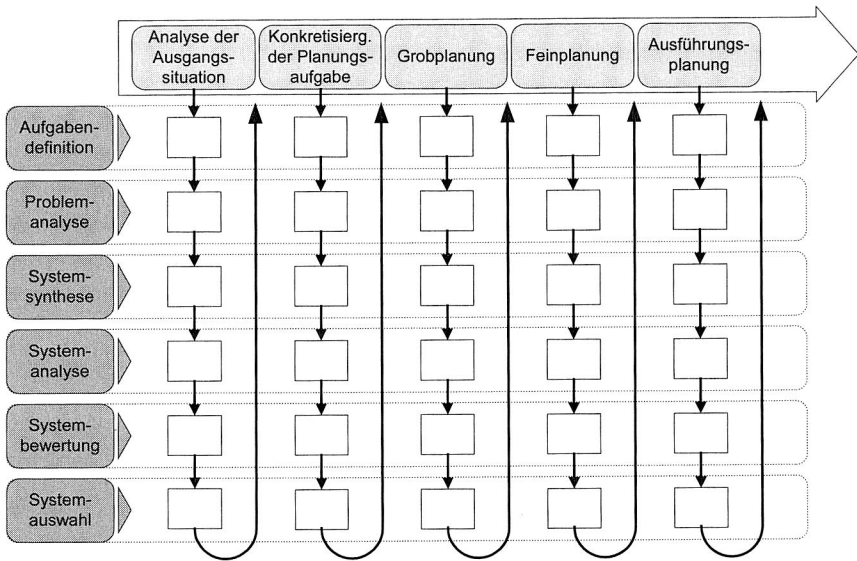 Analyse der
Ausgangs-
situation
Konkretisierg.
der Planungs-
aufgabe
Grobplanung
Feinplanung
Ausführungs-
planung
Aufgaben-
definition
Problem-
analyse
System-
synthese
System-
analyse
System-
bewertung
System-
auswahl